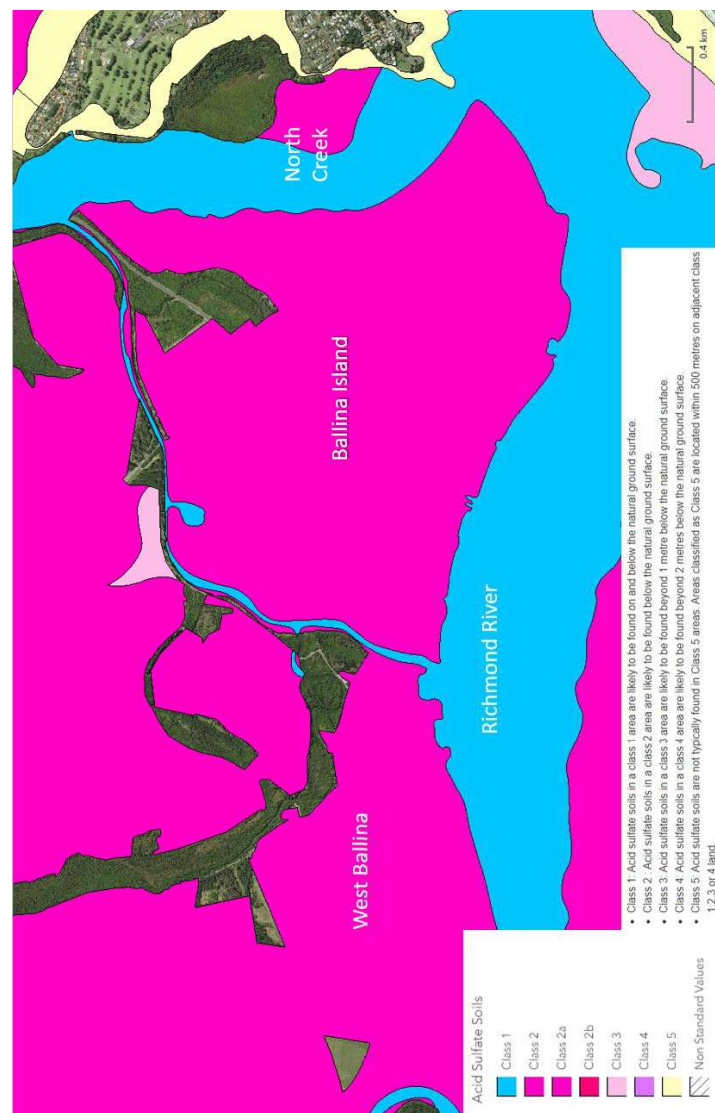 North
Creek
Ballina Island
Richmond River
West Ballina
0.4 km
Acid Sulfate Soils
Class 1
Class 2
Class 2a
Class 2b
Class 3
Class 4
Class 5
Non Standard Values
• Class 1: Acid sulfate soils in a class 1 area are likely to be found on and below the natural ground surface.
• Class 2: Acid sulfate soils in a class 2 area are likely to be found below the natural ground surface.
• Class 3: Acid sulfate soils in a class 3 area are likely to be found beyond 1 metre below the natural ground surface.
• Class 4: Acid sulfate soils in a class 4 area are likely to be found beyond 2 metres below the natural ground surface.
• Class 5: Acid sulfate soils are not typically found in Class 5 areas. Areas classified as Class 5 are located within 500 metres on adjacent class
1,2,3 or 4 land.